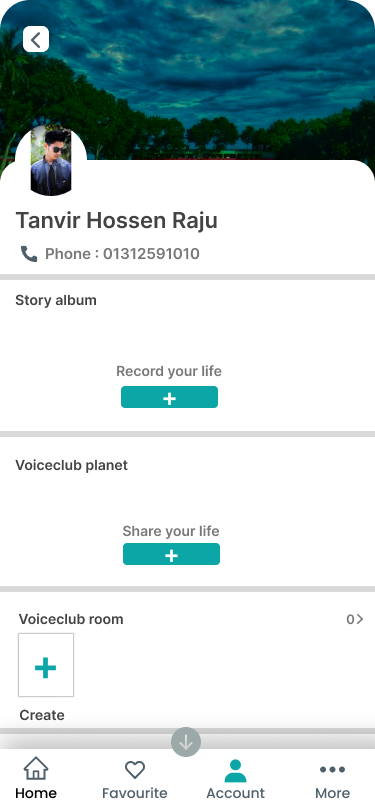 Tanvir Hossen Raju
Phone : 01312591010
Story album
Record your life
+
Voiceclub planet
Share your life
+
Voiceclub room 0>
+
Create
Home Favourite Account More